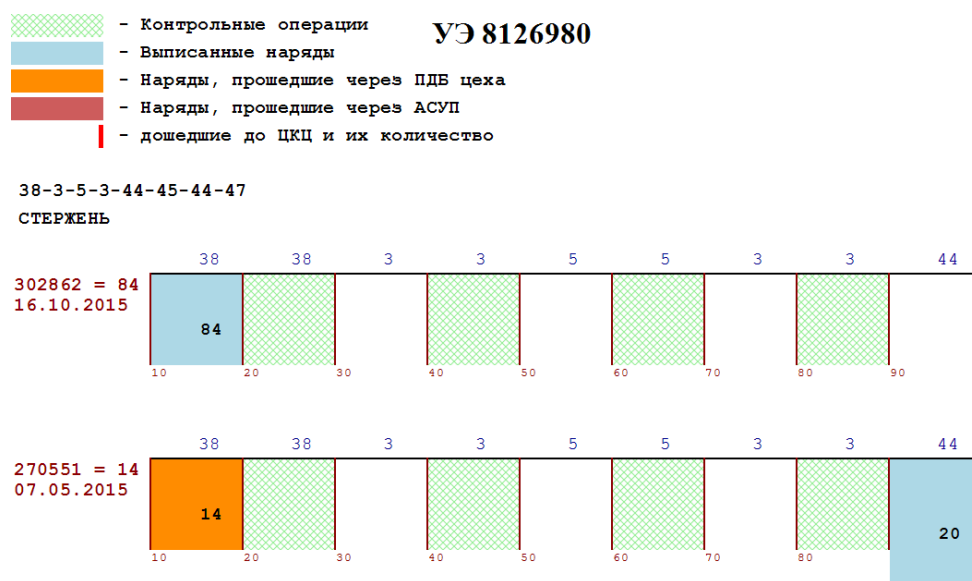 - Контрольные операции
УЭ 8126980
- Выписанные наряды
- Наряды, прошедшие через ПДБ цеха
- Наряды, прошедшие через АСУП
- дошедшие до ЦКЦ и их количество
38-3-5-3-44-45-44-47
СТЕРЖЕНЬ
38 38 3 3 5 5 3 3 44
302862 = 84
16.10.2015
84
10 20 30 40 50 60 70 80 90
38 38 3 3 5 5 3 3 44
270551 = 14
07.05.2015
14
20
10 20 30 40 50 60 70 80